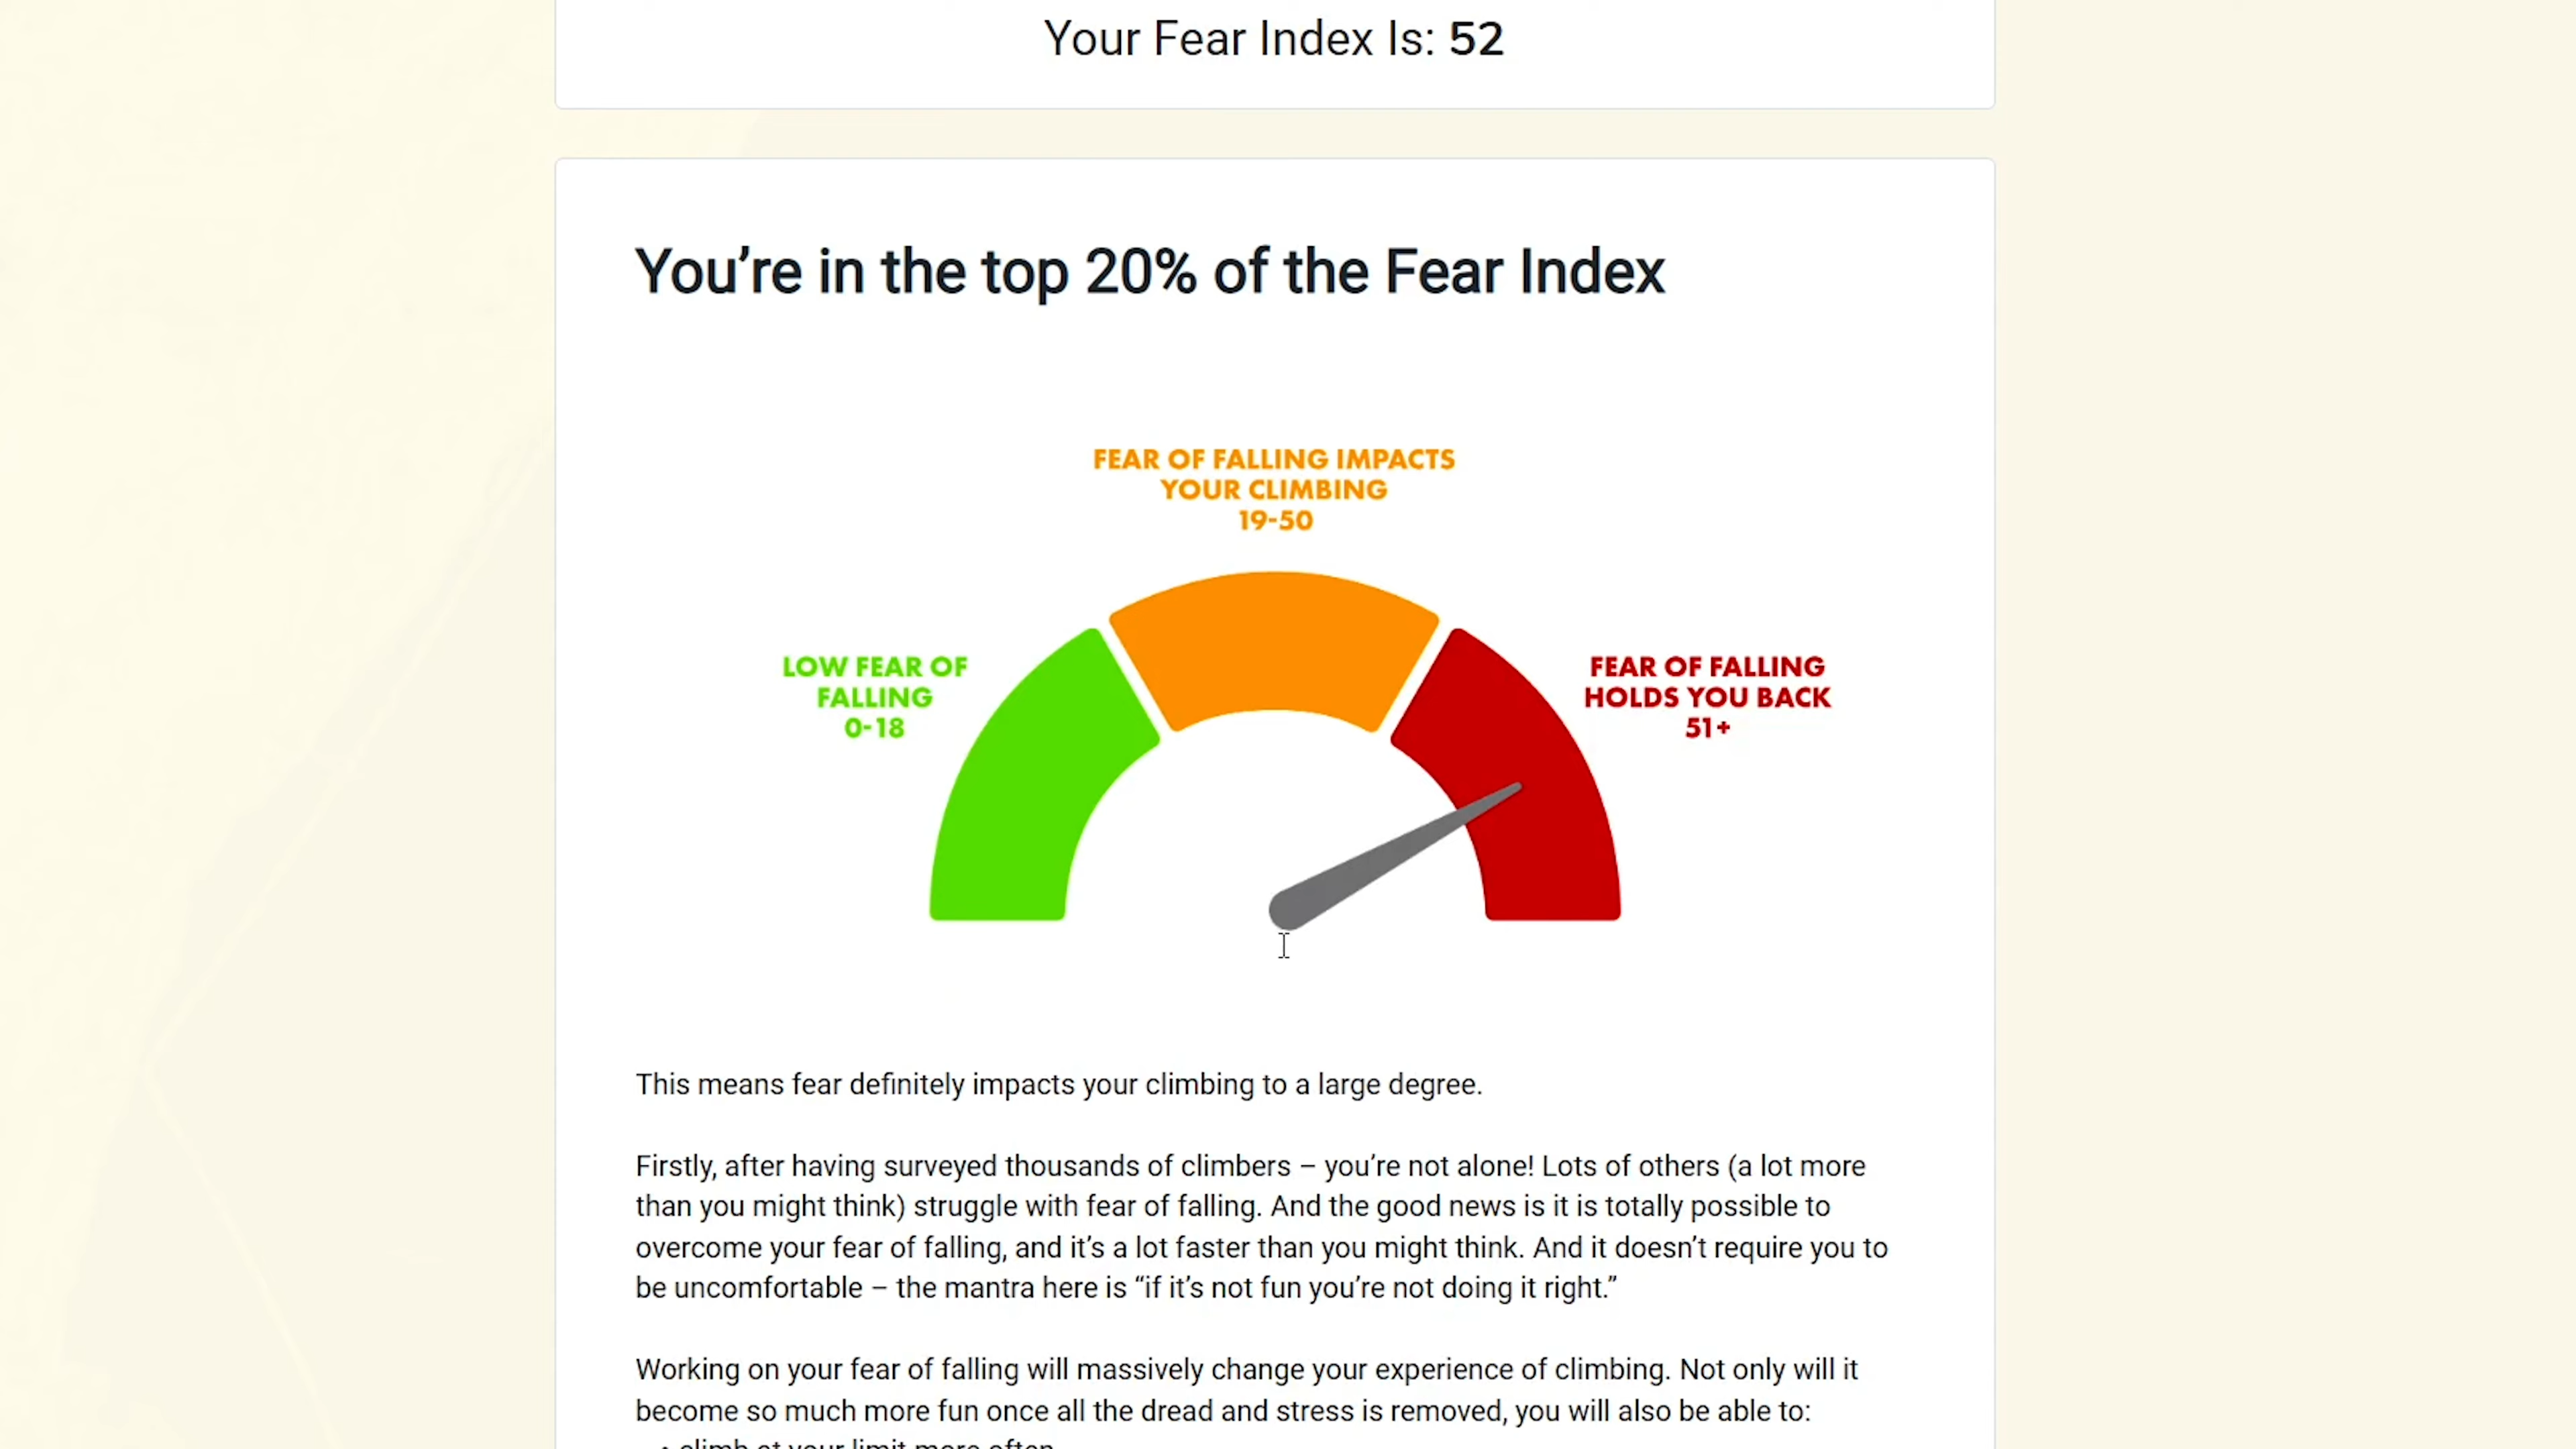 Your Fear Index Is: 52
You’re in the top 20% of the Fear Index
FEAR OF FALLING IMPACTS
YOUR CLIMBING
19-50
LOW FEAR OF
FALLING
0-18
FEAR OF FALLING
HOLDS YOU BACK
51+
This means fear definitely impacts your climbing to a large degree.
Firstly, after having surveyed thousands of climbers – you’re not alone! Lots of others (a lot more
than you might think) struggle with fear of falling. And the good news is it is totally possible to
overcome your fear of falling, and it’s a lot faster than you might think. And it doesn’t require you to
be uncomfortable – the mantra here is “if it’s not fun you’re not doing it right.”
Working on your fear of falling will massively change your experience of climbing. Not only will it
become so much more fun once all the dread and stress is removed, you will also be able to:
• climb at your limit more often